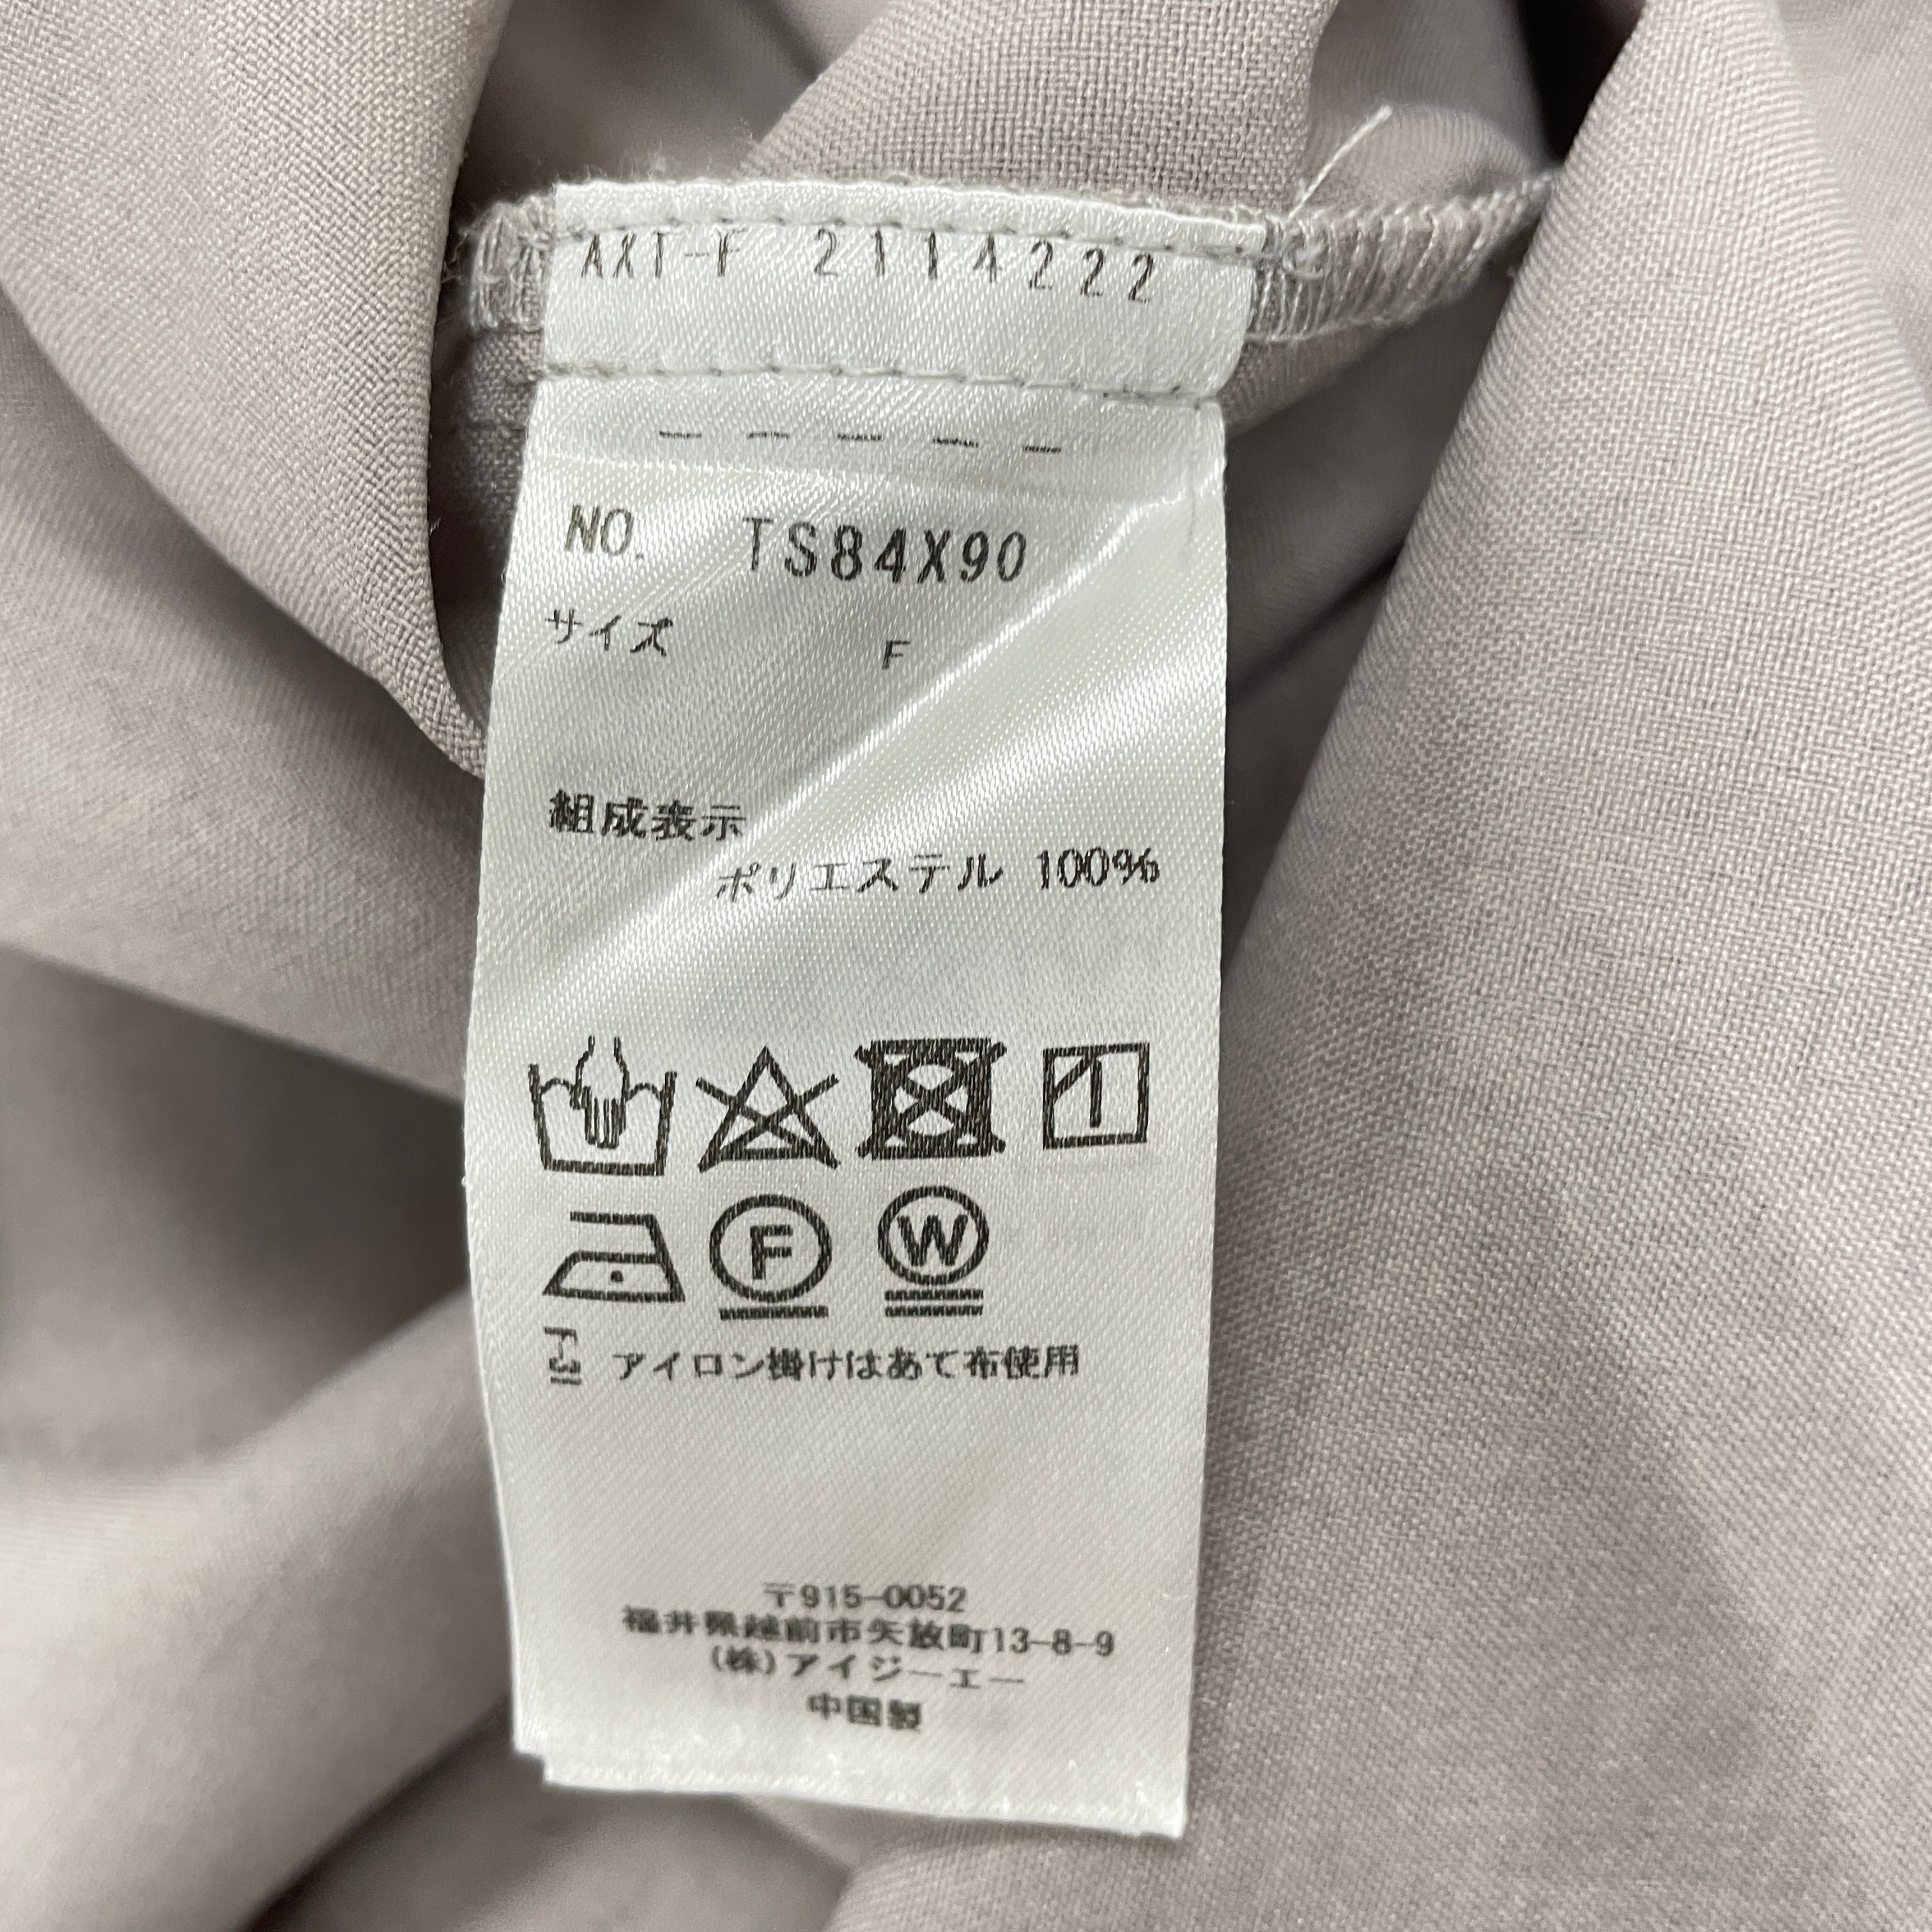 AXT-F 2114222
NO. TS84X90
サイズ F
組成表示
ポリエステル 100%
F
W
アイロン掛けはあて布使用
〒915-0052
福井県越前市矢放町13-8-9
(株)アイジーエー
中国製